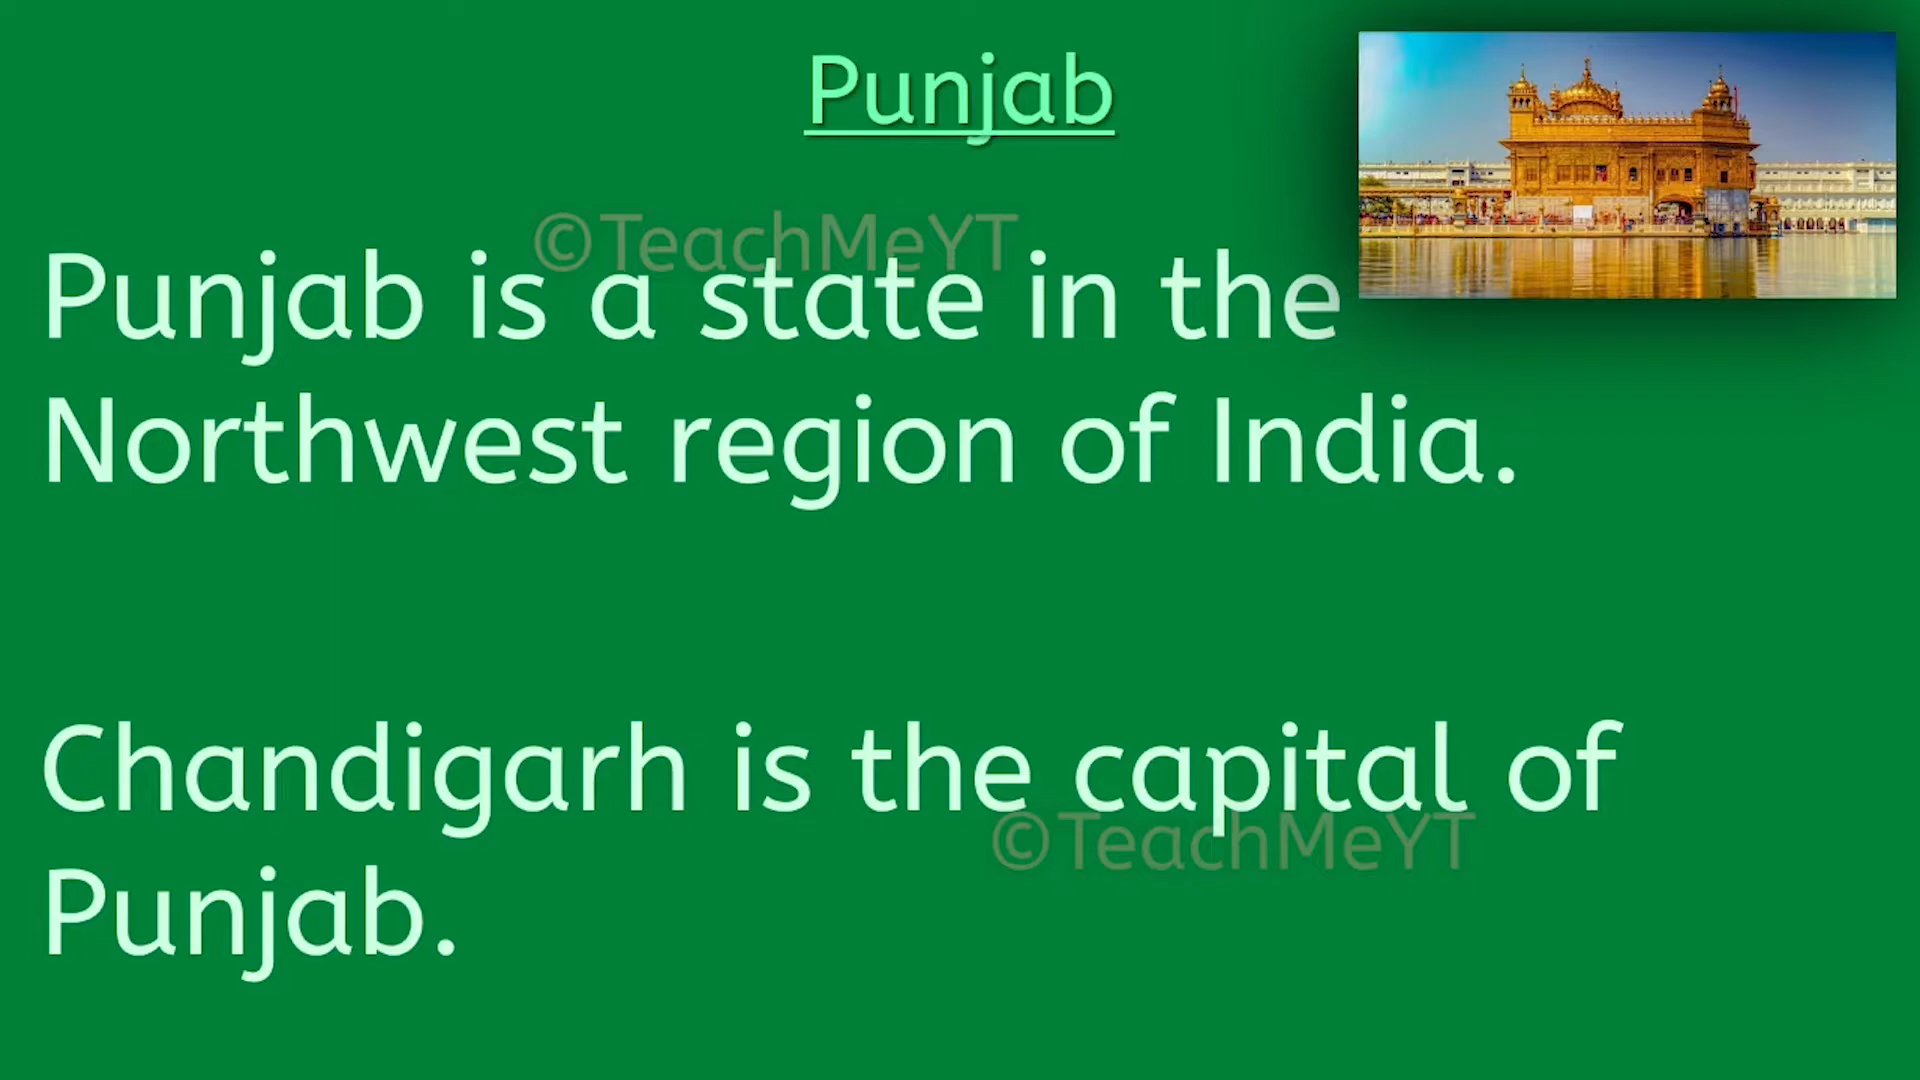 Punjab
©TeachMeYT
Punjab is a state in the
Northwest region of India.
Chandigarh is the capital of
©TeachMeYT
Punjab.